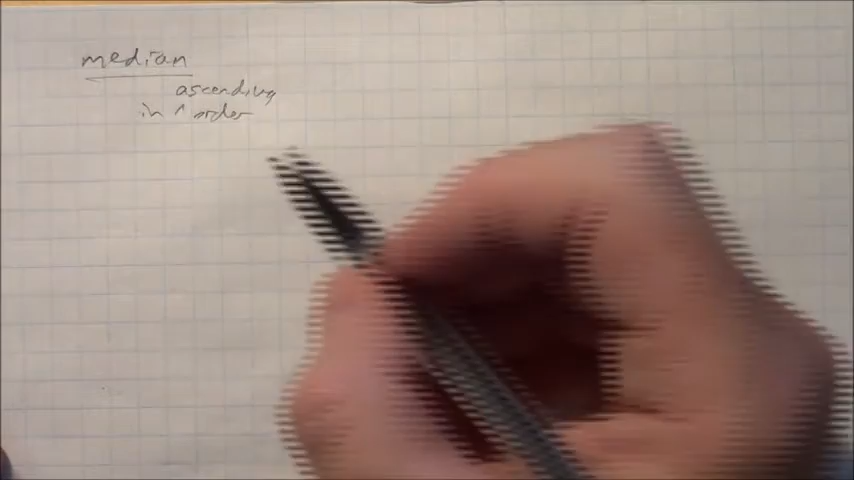 median
ascending
in ^ order